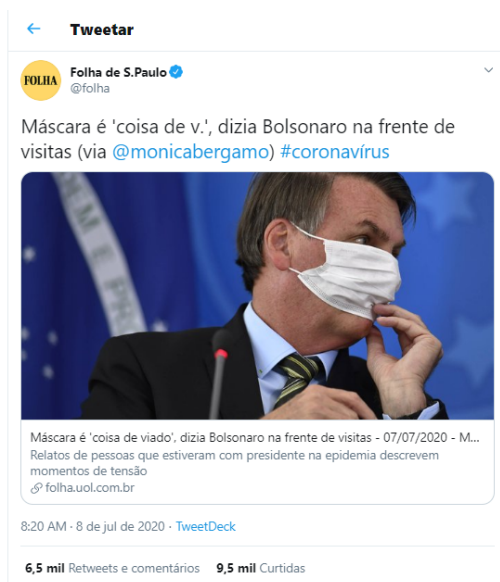 Tweetar
FOLHA
Folha de S.Paulo
@folha
Máscara é 'coisa de v.', dizia Bolsonaro na frente de
visitas (via @monicabergamo) #coronavírus
DEM E PRO
Máscara é 'coisa de viado', dizia Bolsonaro na frente de visitas - 07/07/2020 - M...
Relatos de pessoas que estiveram com presidente na epidemia descrevem
momentos de tensão
folha.uol.com.br
8:20 AM · 8 de jul de 2020 · TweetDeck
6,5 mil Retweets e comentários 9,5 mil Curtidas